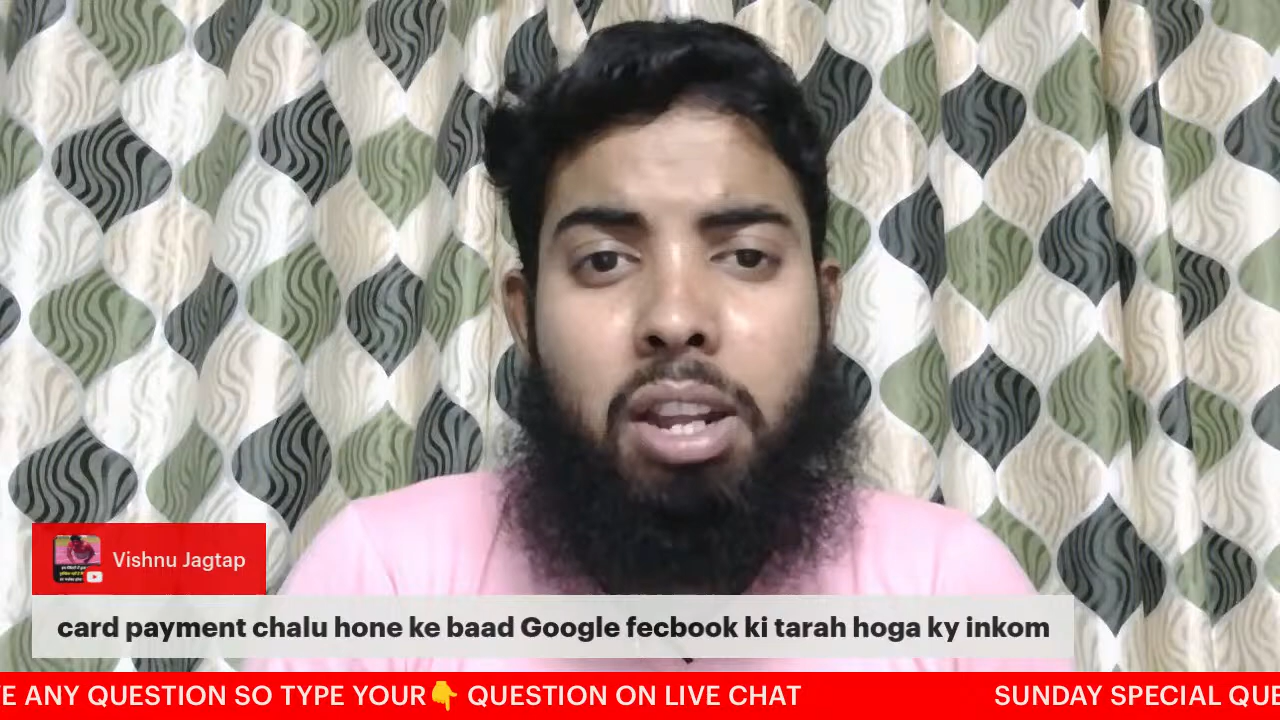 Vishnu Jagtap
card payment chalu hone ke baad Google fecbook ki tarah hoga ky inkom
E ANY QUESTION SO TYPE YOUR👇 QUESTION ON LIVE CHAT SUNDAY SPECIAL QUE